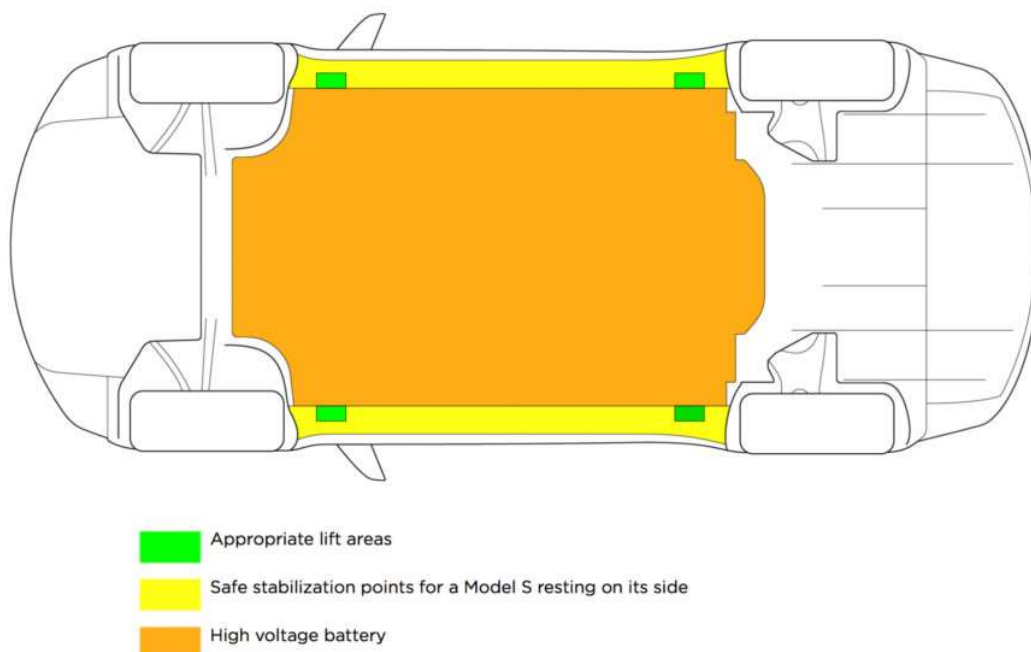 Appropriate lift areas
Safe stabilization points for a Model S resting on its side
High voltage battery